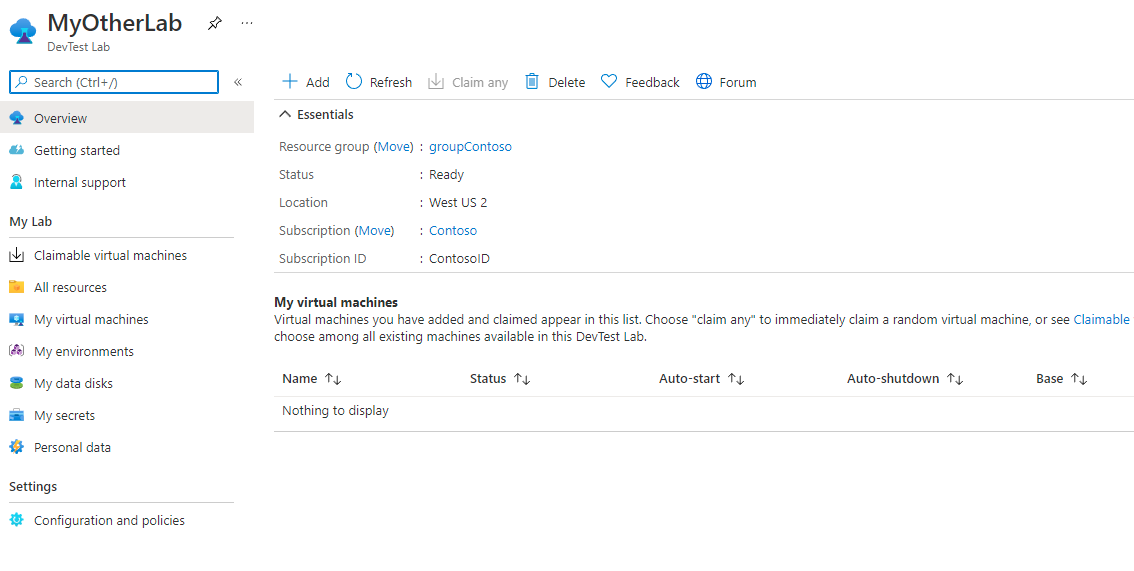 MyOtherLab
DevTest Lab
Search (Ctrl+/)
Overview
Getting started
Internal support
My Lab
Claimable virtual machines
All resources
My virtual machines
My environments
My data disks
My secrets
Personal data
Settings
Configuration and policies
Add Refresh Claim any Delete Feedback Forum
Essentials
Resource group (Move) : groupContoso
Status : Ready
Location : West US 2
Subscription (Move) : Contoso
Subscription ID : ContosoID
My virtual machines
Virtual machines you have added and claimed appear in this list. Choose "claim any" to immediately claim a random virtual machine, or see Claimable
choose among all existing machines available in this DevTest Lab.
Name Status Auto-start Auto-shutdown Base
Nothing to display